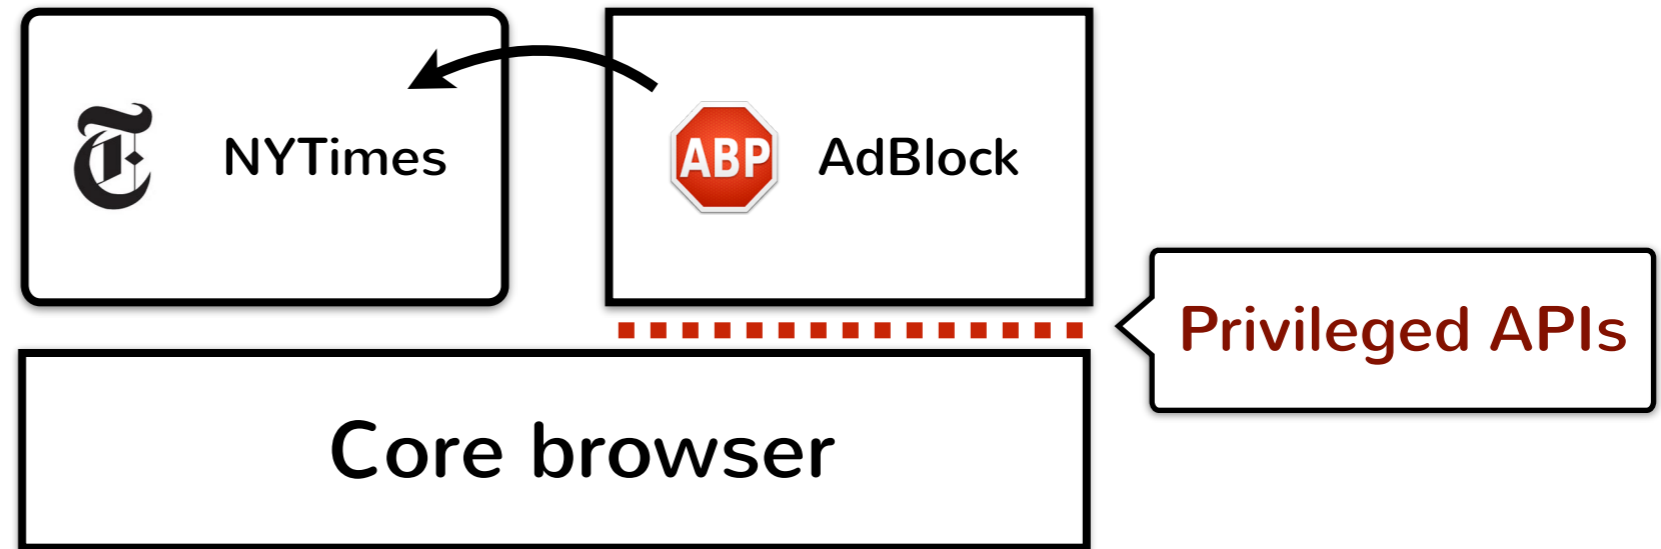 NYTimes
ABP
AdBlock
Privileged APIs
Core browser